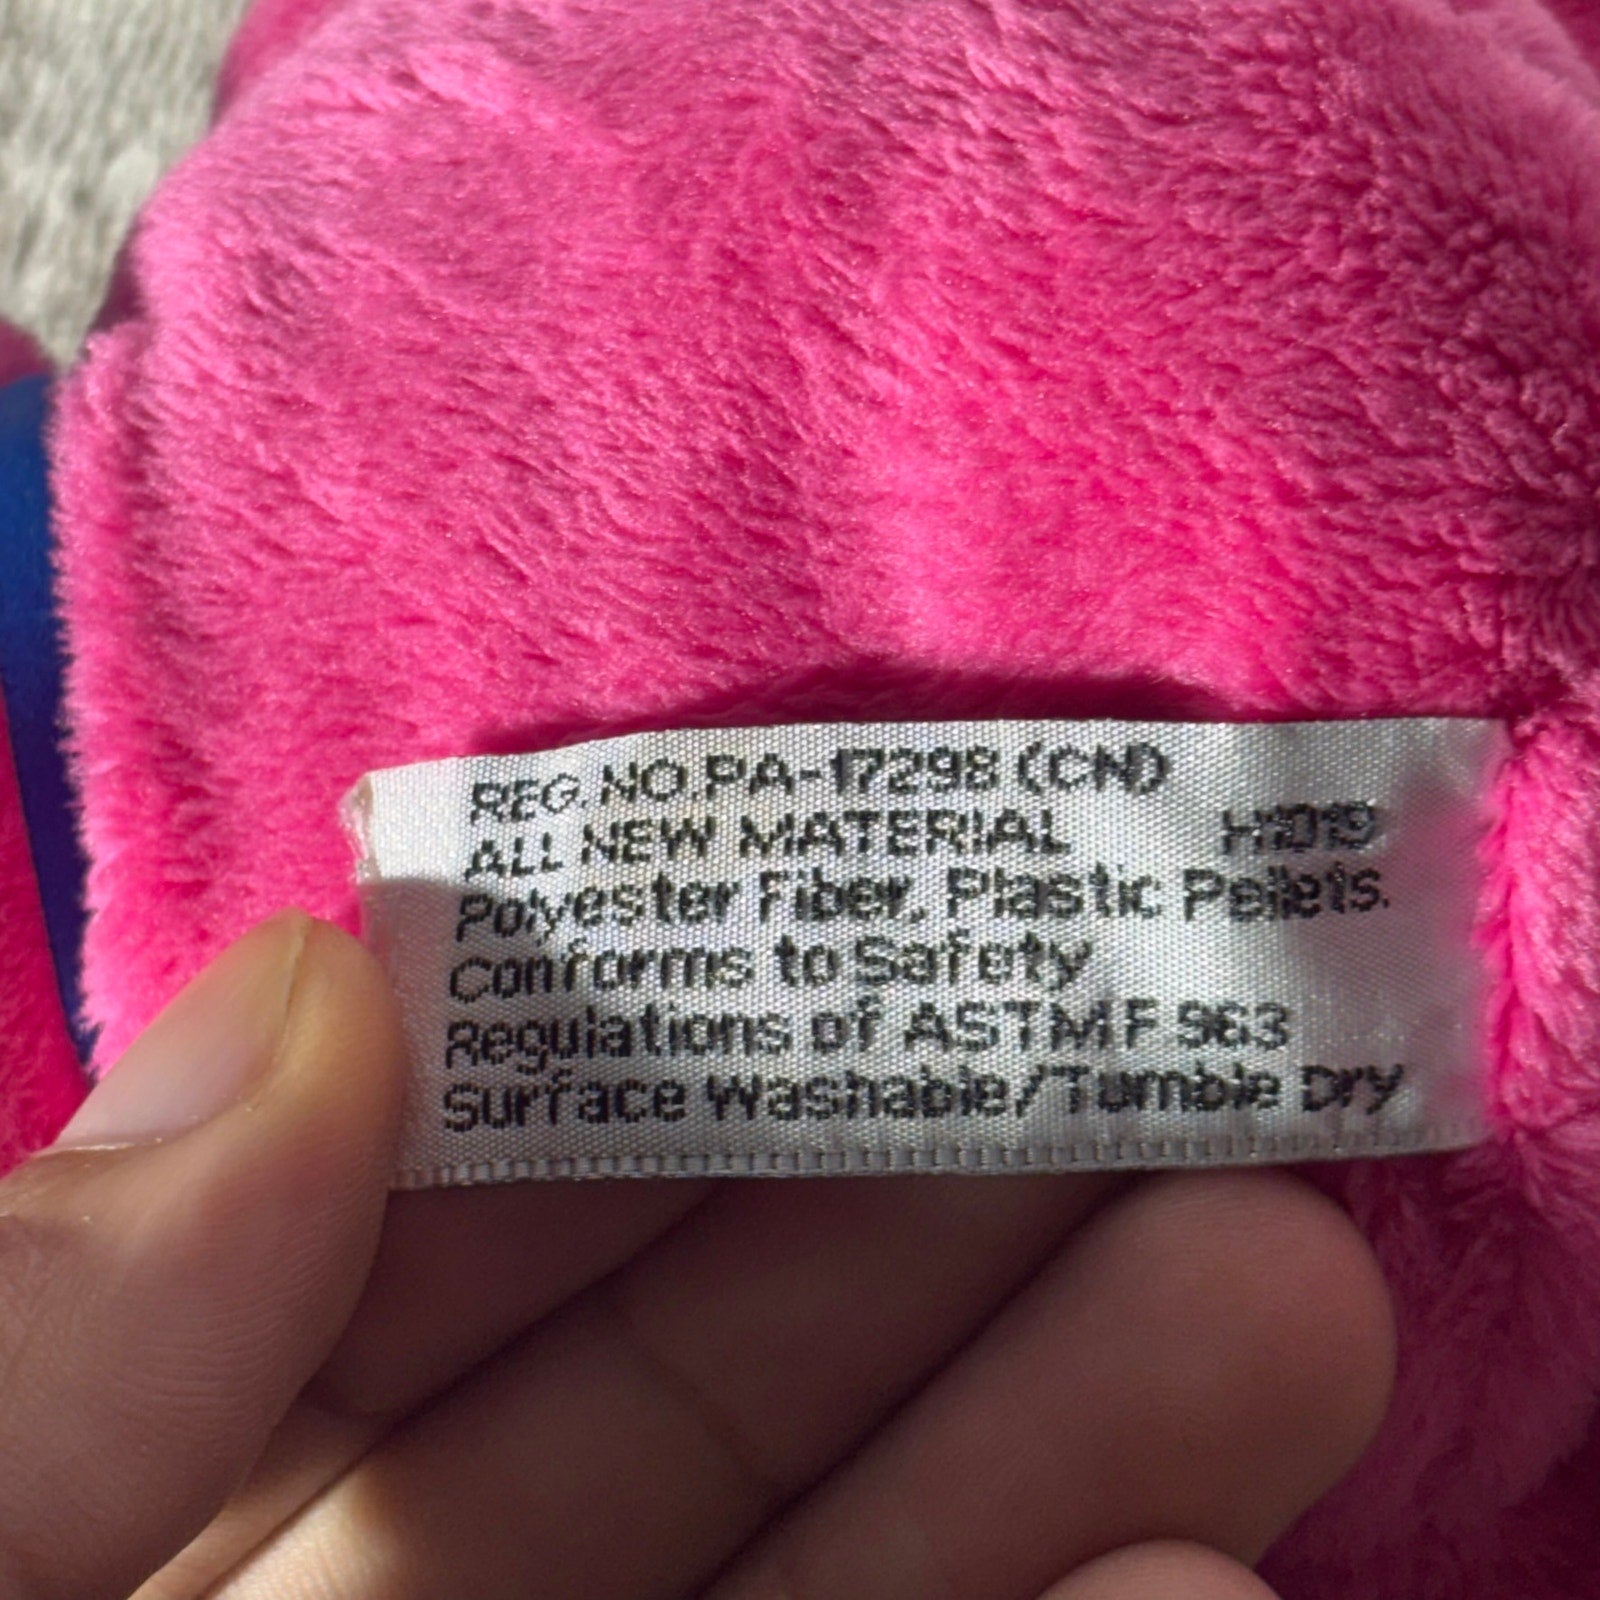 REG. NO. PA-17298 (CN)
ALL NEW MATERIAL H1019
Polyester Fiber, Plastic Pellets.
Conforms to Safety
Regulations of ASTM F 963
Surface Washable/Tumble Dry